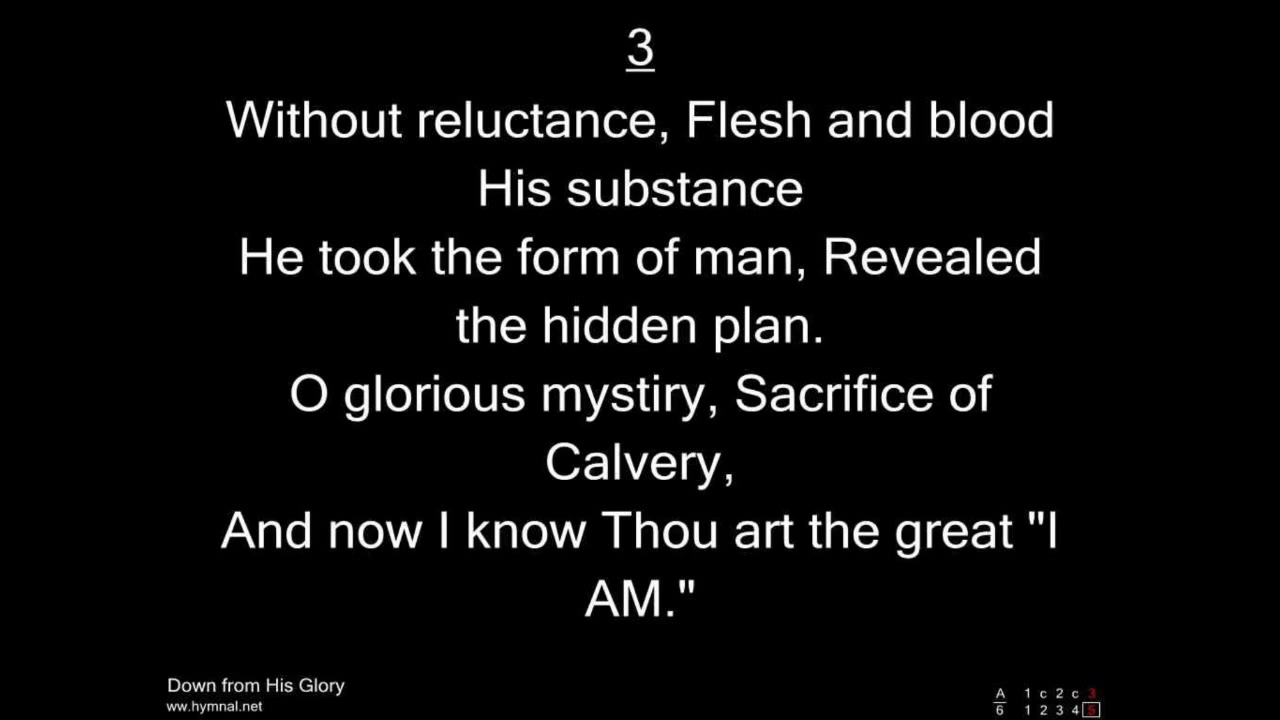 3
Without reluctance, Flesh and blood
His substance
He took the form of man, Revealed
the hidden plan.
O glorious mystiry, Sacrifice of
Calvery,
And now I know Thou art the great "I
AM."
Down from His Glory
ww.hymnal.net
A 1 c 2 c 3
6 1 2 3 4 5